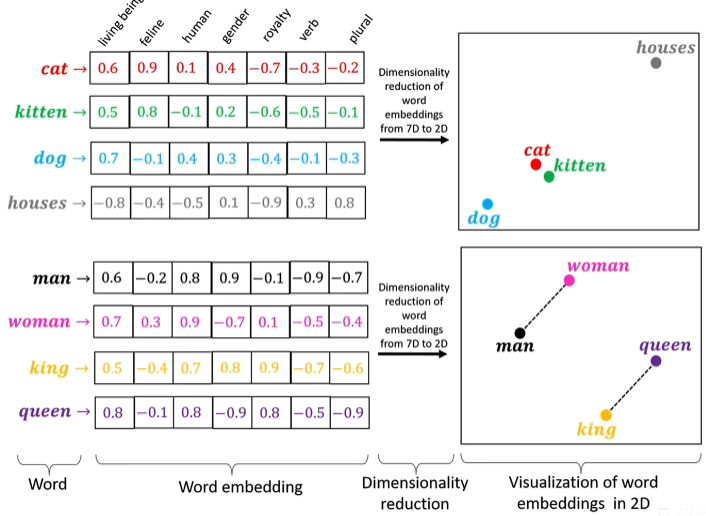 living being feline human gender royalty verb plural
cat → 0.6 0.9 0.1 0.4 −0.7 −0.3 −0.2
kitten → 0.5 0.8 −0.1 0.2 −0.6 −0.5 −0.1
dog → 0.7 −0.1 0.4 0.3 −0.4 −0.1 −0.3
houses → −0.8 −0.4 −0.5 0.1 −0.9 0.3 0.8
Dimensionality
reduction of
word
embeddings
from 7D to 2D
houses
cat
kitten
dog
man → 0.6 −0.2 0.8 0.9 −0.1 −0.9 −0.7
woman → 0.7 0.3 0.9 −0.7 0.1 −0.5 −0.4
king → 0.5 −0.4 0.7 0.8 0.9 −0.7 −0.6
queen → 0.8 −0.1 0.8 −0.9 0.8 −0.5 −0.9
Dimensionality
reduction of
word
embeddings
from 7D to 2D
woman
man
queen
king
Word
Word embedding
Dimensionality
reduction
Visualization of word
embeddings in 2D